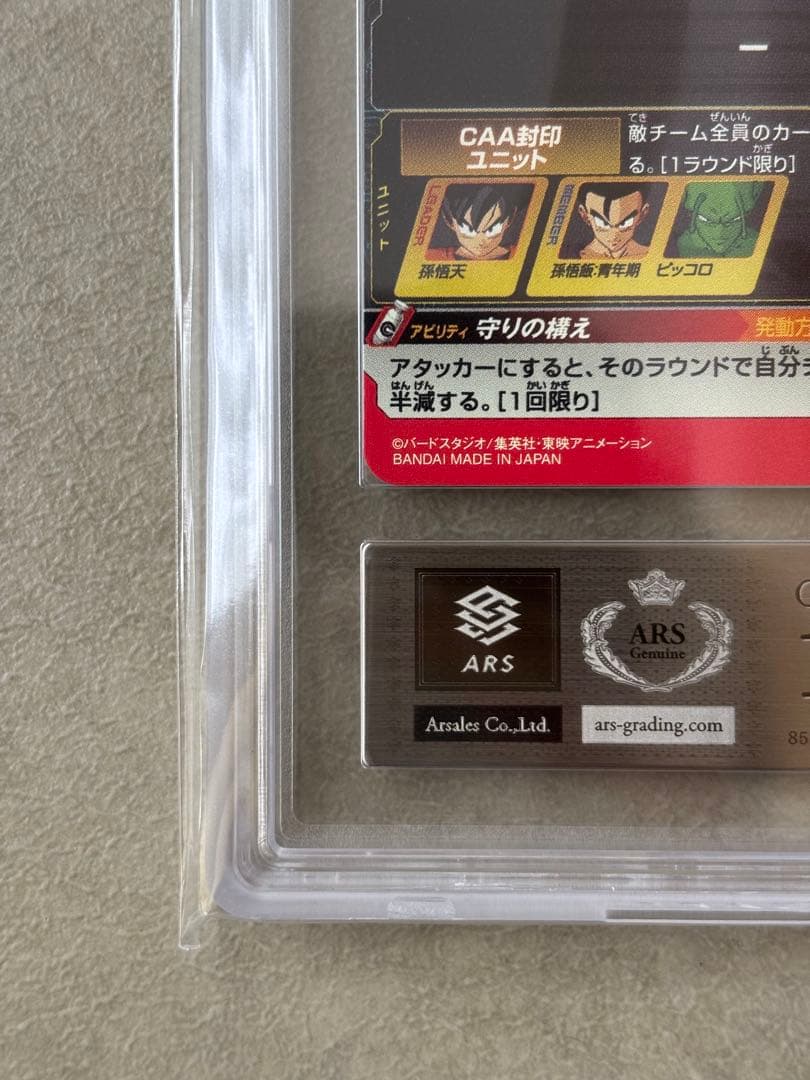 CAA封印
ユニット
てき ぜんいん
敵チーム全員のカー
かぎ
る。[1ラウンド限り]
ユニット
LEADER
孫悟天
MEMBER
孫悟飯:青年期
ピッコロ
アビリティ 守りの構え
発動方
じ ぶん
アタッカーにすると、そのラウンドで自分
はんげん かい かぎ
半減する。[1回限り]
©バードスタジオ/集英社・東映アニメーション
BANDAI MADE IN JAPAN
ARS
ARS
Genuine
Arsales Co.,Ltd.
ars-grading.com
85